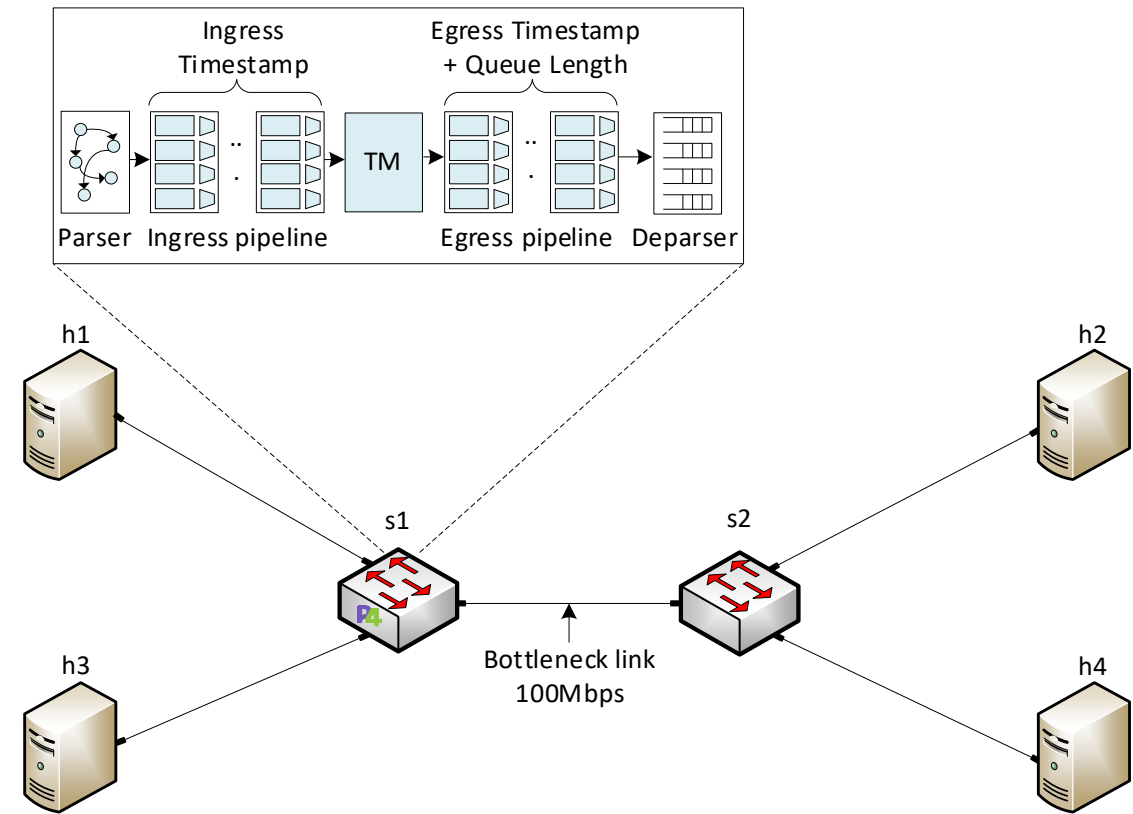 Ingress
Timestamp
Egress Timestamp
+ Queue Length
..
.
TM
..
.
Parser
Ingress pipeline
Egress pipeline
Deparser
h1
h2
s1
s2
P4
Bottleneck link
100Mbps
h3
h4